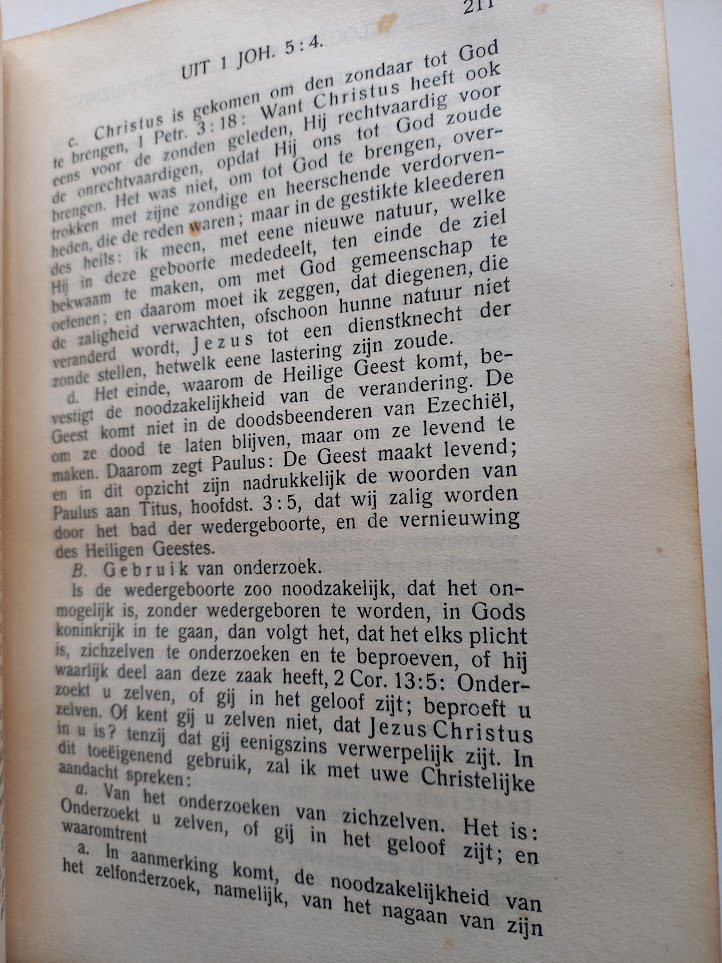 211
UIT 1 JOH. 5 : 4.
c. Christus is gekomen om den zondaar tot God
te brengen, 1 Petr. 3 : 18: Want Christus heeft ook
eens voor de zonden geleden, Hij rechtvaardig voor
de onrechtvaardigen, opdat Hij ons tot God zoude
brengen. Het was niet, om tot God te brengen, over-
trokken met zijne zondige en heerschende verdorven-
heden, die de reden waren; maar in de gestikte kleederen
des heils: ik meen, met eene nieuwe natuur, welke
Hij in deze geboorte mededeelt, ten einde de ziel
bekwaam te maken, om met God gemeenschap te
oefenen; en daarom moet ik zeggen, dat diegenen, die
de zaligheid verwachten, ofschoon hunne natuur niet
veranderd wordt, Jezus tot een dienstknecht der
zonde stellen, hetwelk eene lastering zijn zoude.
d. Het einde, waarom de Heilige Geest komt, be-
vestigt de noodzakelijkheid van de verandering. De
Geest komt niet in de doodsbeenderen van Ezechiël,
om ze dood te laten blijven, maar om ze levend te
maken. Daarom zegt Paulus: De Geest maakt levend;
en in dit opzicht zijn nadrukkelijk de woorden van
Paulus aan Titus, hoofdst. 3 : 5, dat wij zalig worden
door het bad der wedergeboorte, en de vernieuwing
des Heiligen Geestes.
B. Gebruik van onderzoek.
Is de wedergeboorte zoo noodzakelijk, dat het on-
mogelijk is, zonder wedergeboren te worden, in Gods
koninkrijk in te gaan, dan volgt het, dat het elks plicht
is, zichzelven te onderzoeken en te beproeven, of hij
waarlijk deel aan deze zaak heeft, 2 Cor. 13:5: Onder-
zoekt u zelven, of gij in het geloof zijt; beproeft u
zelven. Of kent gij u zelven niet, dat Jezus Christus
in u is? tenzij dat gij eenigszins verwerpelijk zijt. In
dit toeëigenend gebruik, zal ik met uwe Christelijke
aandacht spreken:
a. Van het onderzoeken van zichzelven. Het is:
Onderzoekt u zelven, of gij in het geloof zijt; en
waaromtrent
a. In aanmerking komt, de noodzakelijkheid van
het zelfonderzoek, namelijk, van het nagaan van zijn